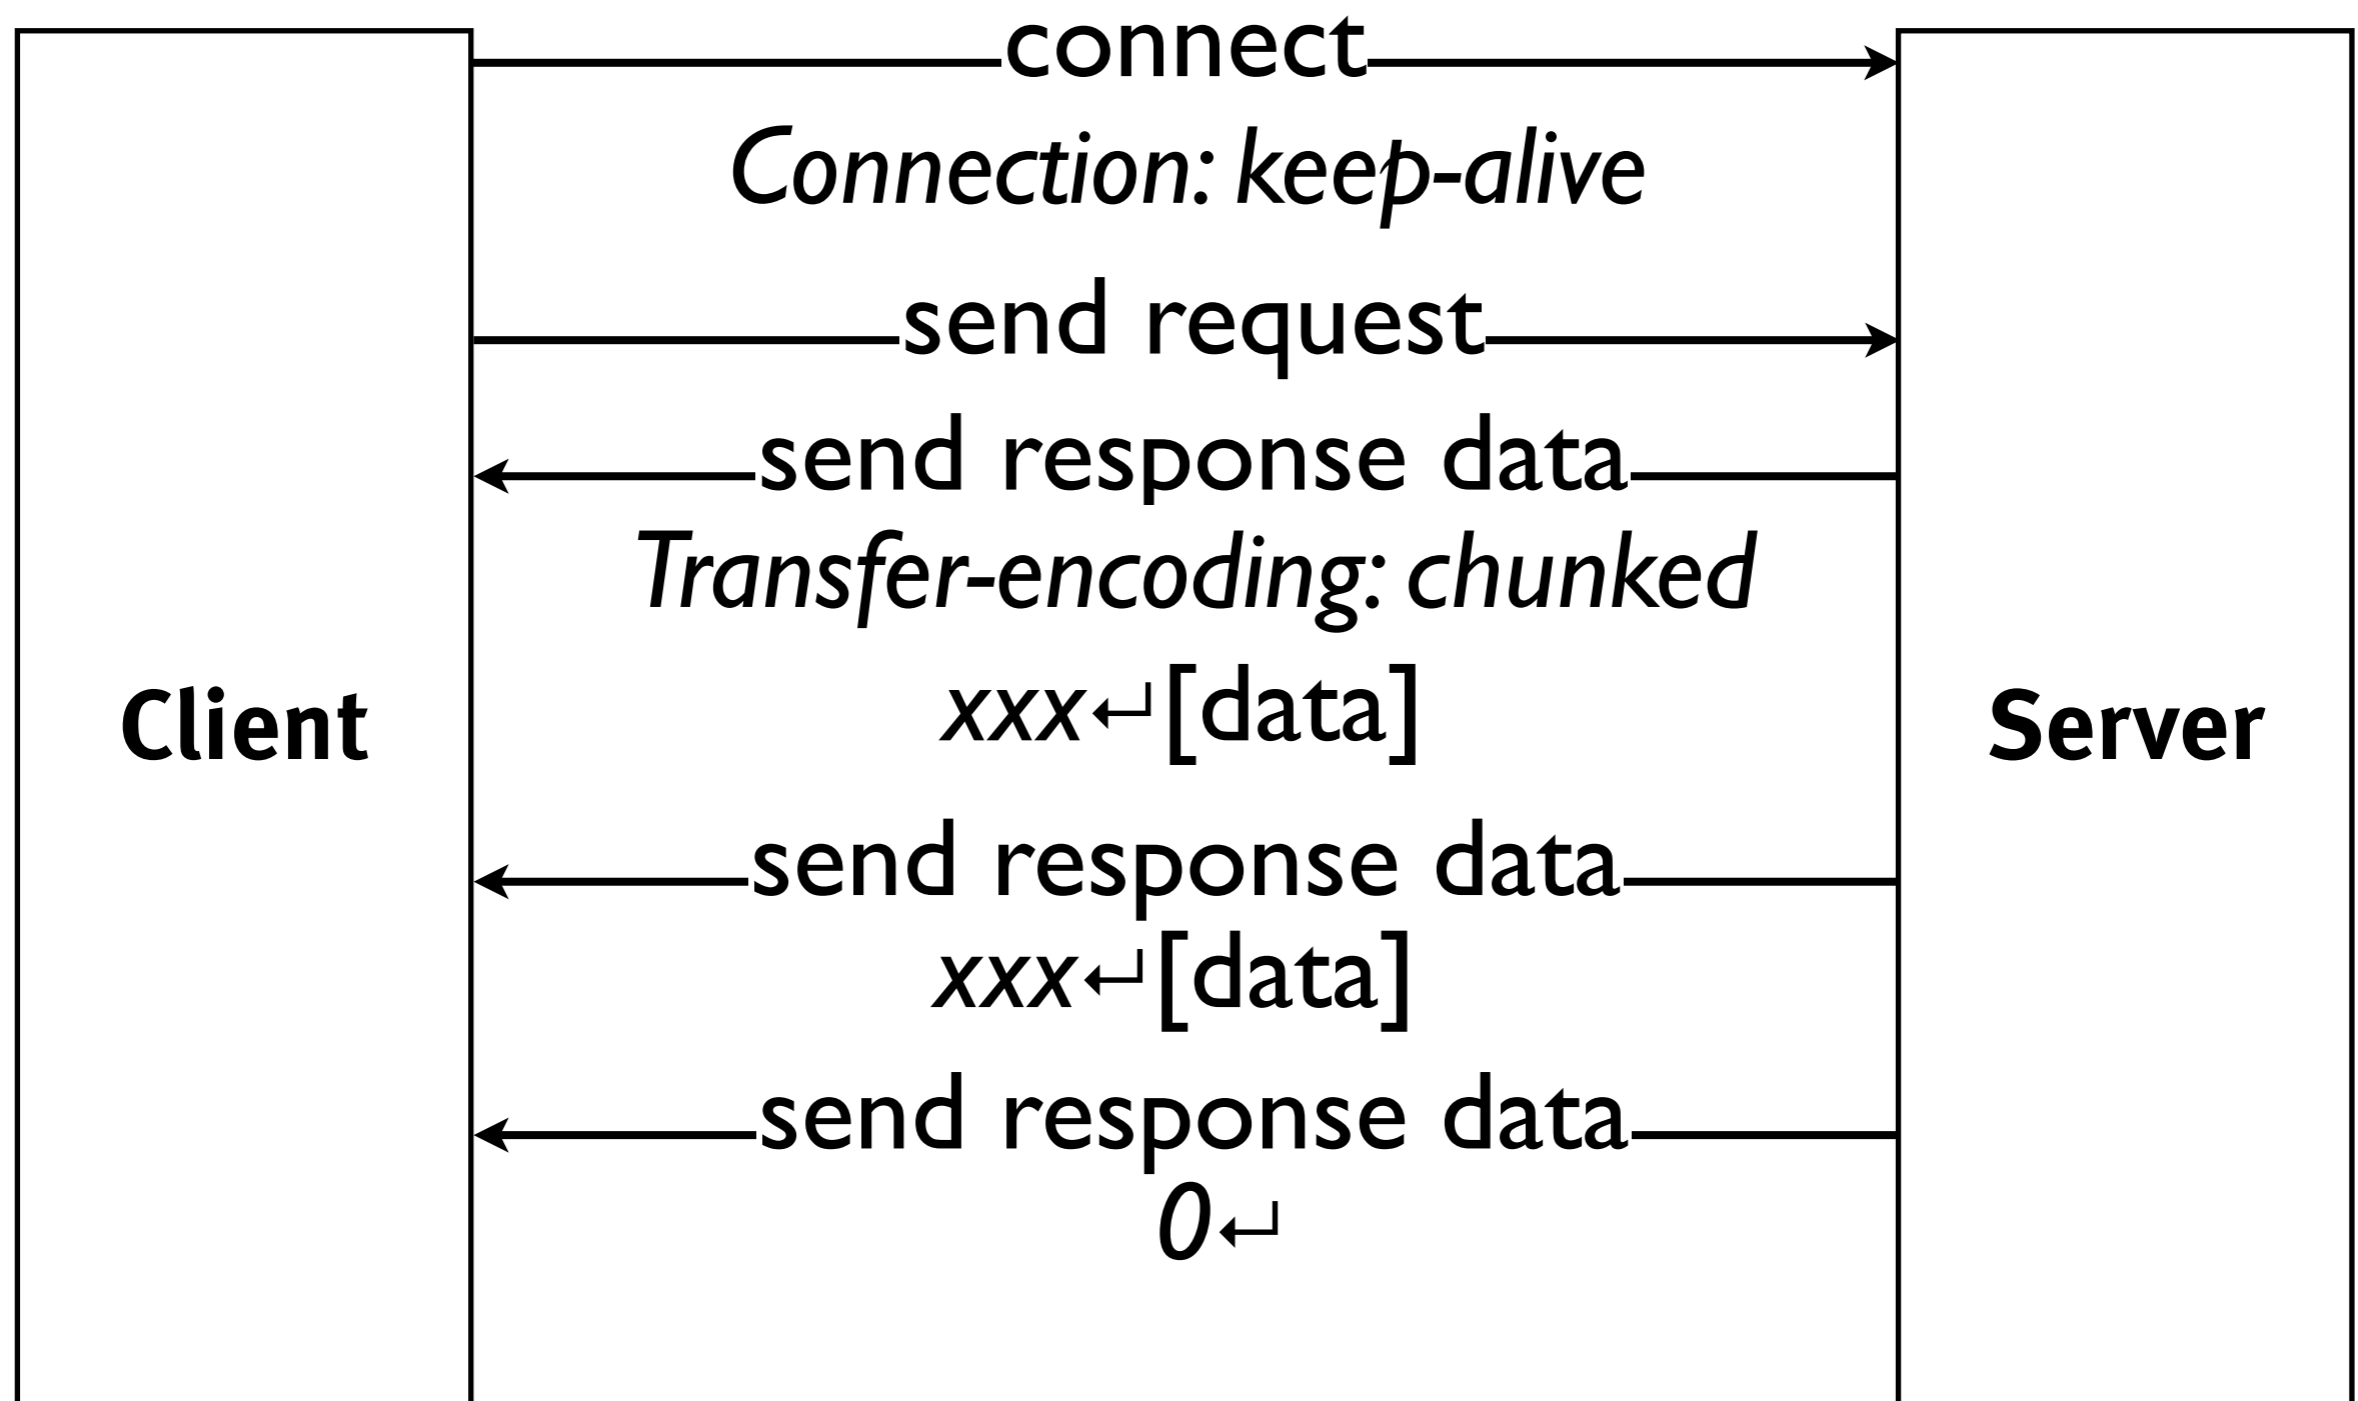 connect
Connection: keep-alive
send request
send response data
Transfer-encoding: chunked
xxx↵[data]
Client
Server
send response data
xxx↵[data]
send response data
0↵